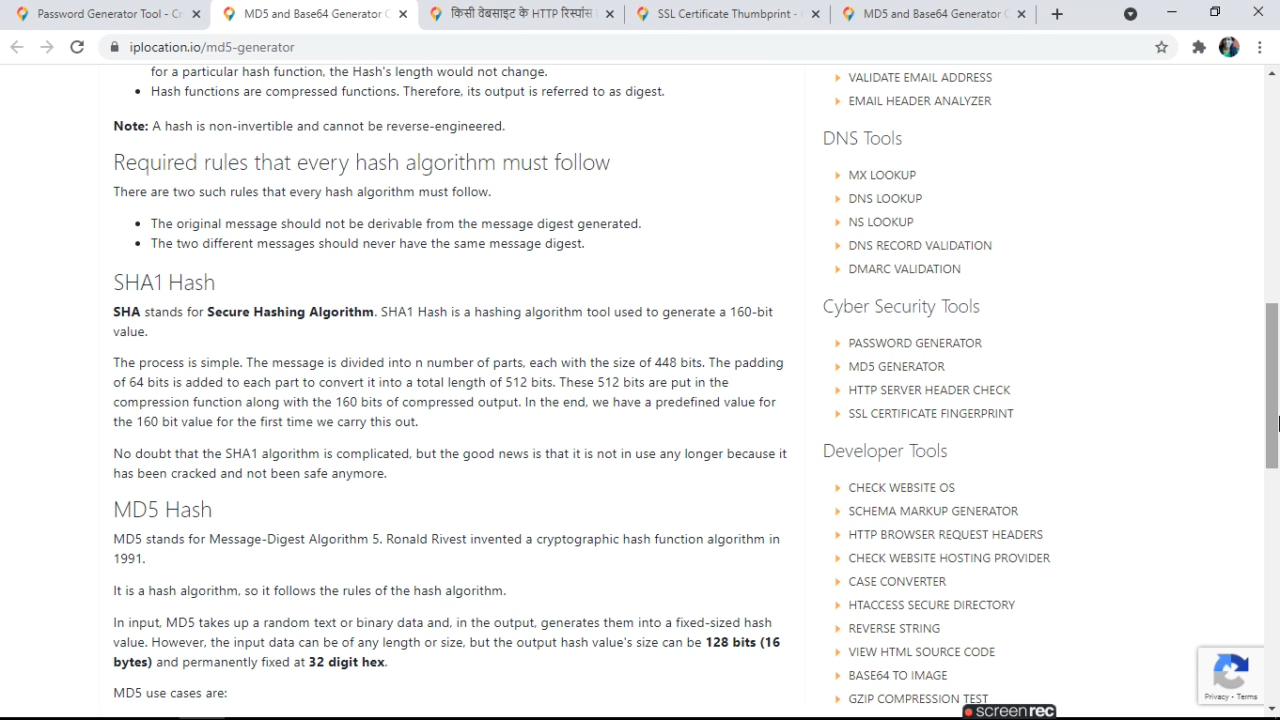 Password Generator Tool - Cr
MD5 and Base64 Generator C
किसी वेबसाइट के HTTP रिस्पांस
SSL Certificate Thumbprint -
MD5 and Base64 Generator C
iplocation.io/md5-generator
for a particular hash function, the Hash's length would not change.
Hash functions are compressed functions. Therefore, its output is referred to as digest.
Note: A hash is non-invertible and cannot be reverse-engineered.
Required rules that every hash algorithm must follow
There are two such rules that every hash algorithm must follow.
The original message should not be derivable from the message digest generated.
The two different messages should never have the same message digest.
SHA1 Hash
SHA stands for Secure Hashing Algorithm. SHA1 Hash is a hashing algorithm tool used to generate a 160-bit
value.
The process is simple. The message is divided into n number of parts, each with the size of 448 bits. The padding
of 64 bits is added to each part to convert it into a total length of 512 bits. These 512 bits are put in the
compression function along with the 160 bits of compressed output. In the end, we have a predefined value for
the 160 bit value for the first time we carry this out.
No doubt that the SHA1 algorithm is complicated, but the good news is that it is not in use any longer because it
has been cracked and not been safe anymore.
MD5 Hash
MD5 stands for Message-Digest Algorithm 5. Ronald Rivest invented a cryptographic hash function algorithm in
1991.
It is a hash algorithm, so it follows the rules of the hash algorithm.
In input, MD5 takes up a random text or binary data and, in the output, generates them into a fixed-sized hash
value. However, the input data can be of any length or size, but the output hash value's size can be 128 bits (16
bytes) and permanently fixed at 32 digit hex.
MD5 use cases are:
VALIDATE EMAIL ADDRESS
EMAIL HEADER ANALYZER
DNS Tools
MX LOOKUP
DNS LOOKUP
NS LOOKUP
DNS RECORD VALIDATION
DMARC VALIDATION
Cyber Security Tools
PASSWORD GENERATOR
MD5 GENERATOR
HTTP SERVER HEADER CHECK
SSL CERTIFICATE FINGERPRINT
Developer Tools
CHECK WEBSITE OS
SCHEMA MARKUP GENERATOR
HTTP BROWSER REQUEST HEADERS
CHECK WEBSITE HOSTING PROVIDER
CASE CONVERTER
HTACCESS SECURE DIRECTORY
REVERSE STRING
VIEW HTML SOURCE CODE
BASE64 TO IMAGE
GZIP COMPRESSION TEST
Privacy - Terms
screenrec